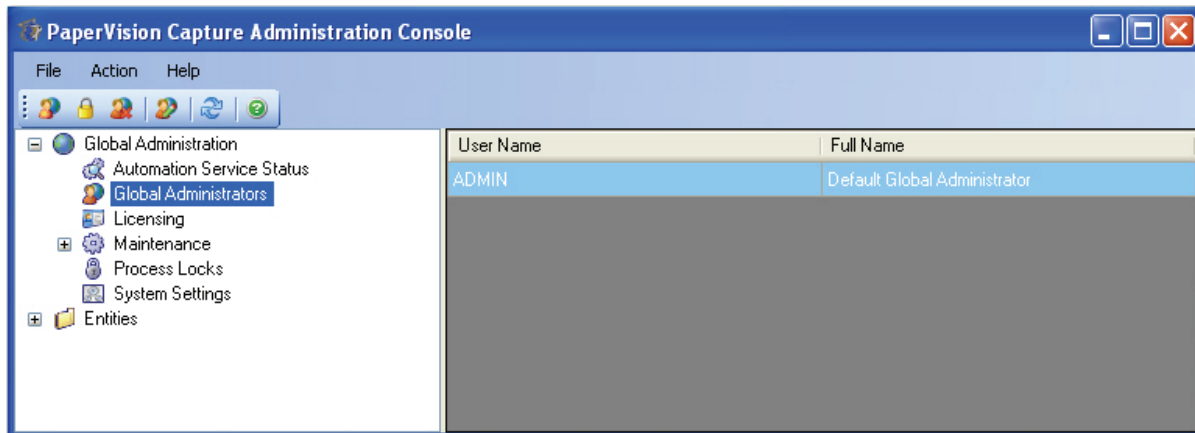 PaperVision Capture Administration Console
File Action Help
Global Administration
Automation Service Status
Global Administrators
Licensing
Maintenance
Process Locks
System Settings
Entities
User Name Full Name
ADMIN Default Global Administrator